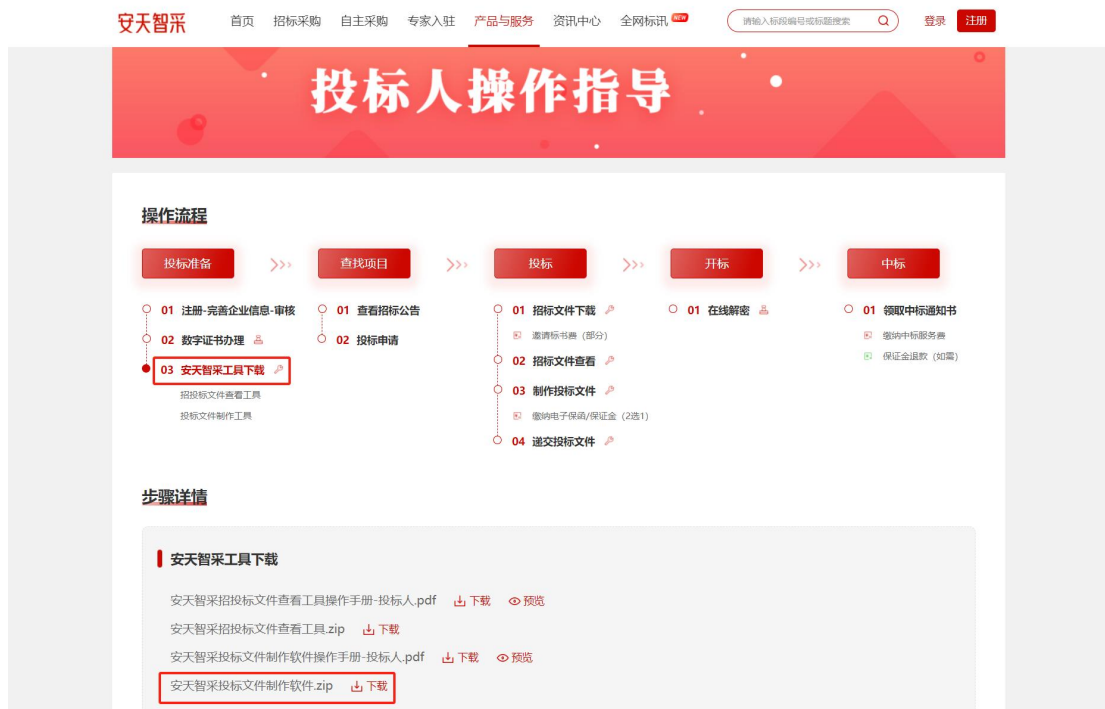 安天智采 首页 招标采购 自主采购 专家入驻 产品与服务 资讯中心 全网标讯 NEW 请输入标段编号或标题搜索 登录 注册
投标人操作指导
操作流程
投标准备 查找项目 投标 开标 中标
01 注册-完善企业信息-审核 01 查看招标公告 01 招标文件下载 01 在线解密 01 领取中标通知书
邀请标书费（部分） 缴纳中标服务费
02 数字证书办理 02 投标申请
02 招标文件查看 保证金退款（如需）
03 安天智采工具下载
招投标文件查看工具 03 制作投标文件
投标文件制作工具 缴纳电子保函/保证金（2选1）
04 递交投标文件
步骤详情
安天智采工具下载
安天智采招投标文件查看工具操作手册-投标人.pdf 下载 预览
安天智采招投标文件查看工具.zip 下载
安天智采投标文件制作软件操作手册-投标人.pdf 下载 预览
安天智采投标文件制作软件.zip 下载